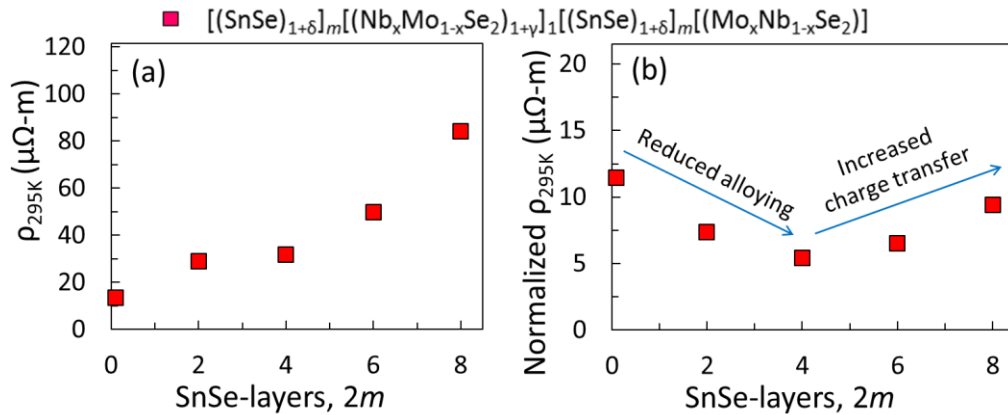 [(SnSe)₁₊δ]m[(NbₓMo₁₋ₓSe₂)₁₊γ]₁[(SnSe)₁₊δ]m[(MoₓNb₁₋ₓSe₂)]
(a)
ρ₂₉₅K (μΩ-m)
120
100
80
60
40
20
0
0 2 4 6 8
SnSe-layers, 2m
(b)
Normalized ρ₂₉₅K (μΩ-m)
20
15
10
5
0
Reduced alloying
Increased
charge transfer
0 2 4 6 8
SnSe-layers, 2m